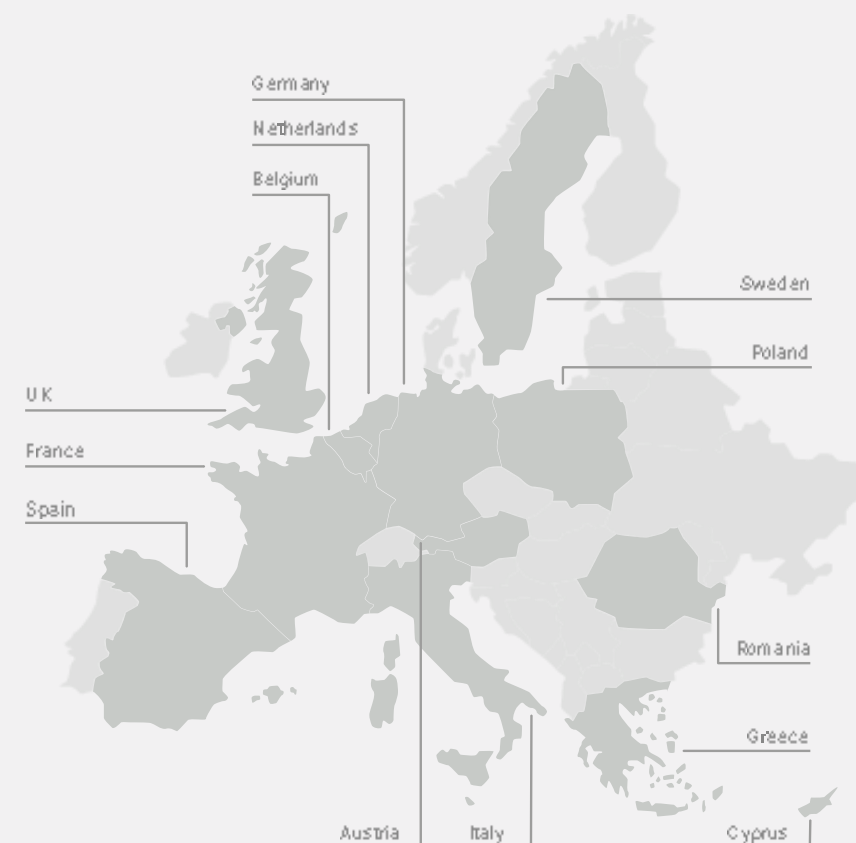 Germany
Netherlands
Belgium
Sweden
Poland
UK
France
Spain
Romania
Greece
Austria
Italy
Cyprus